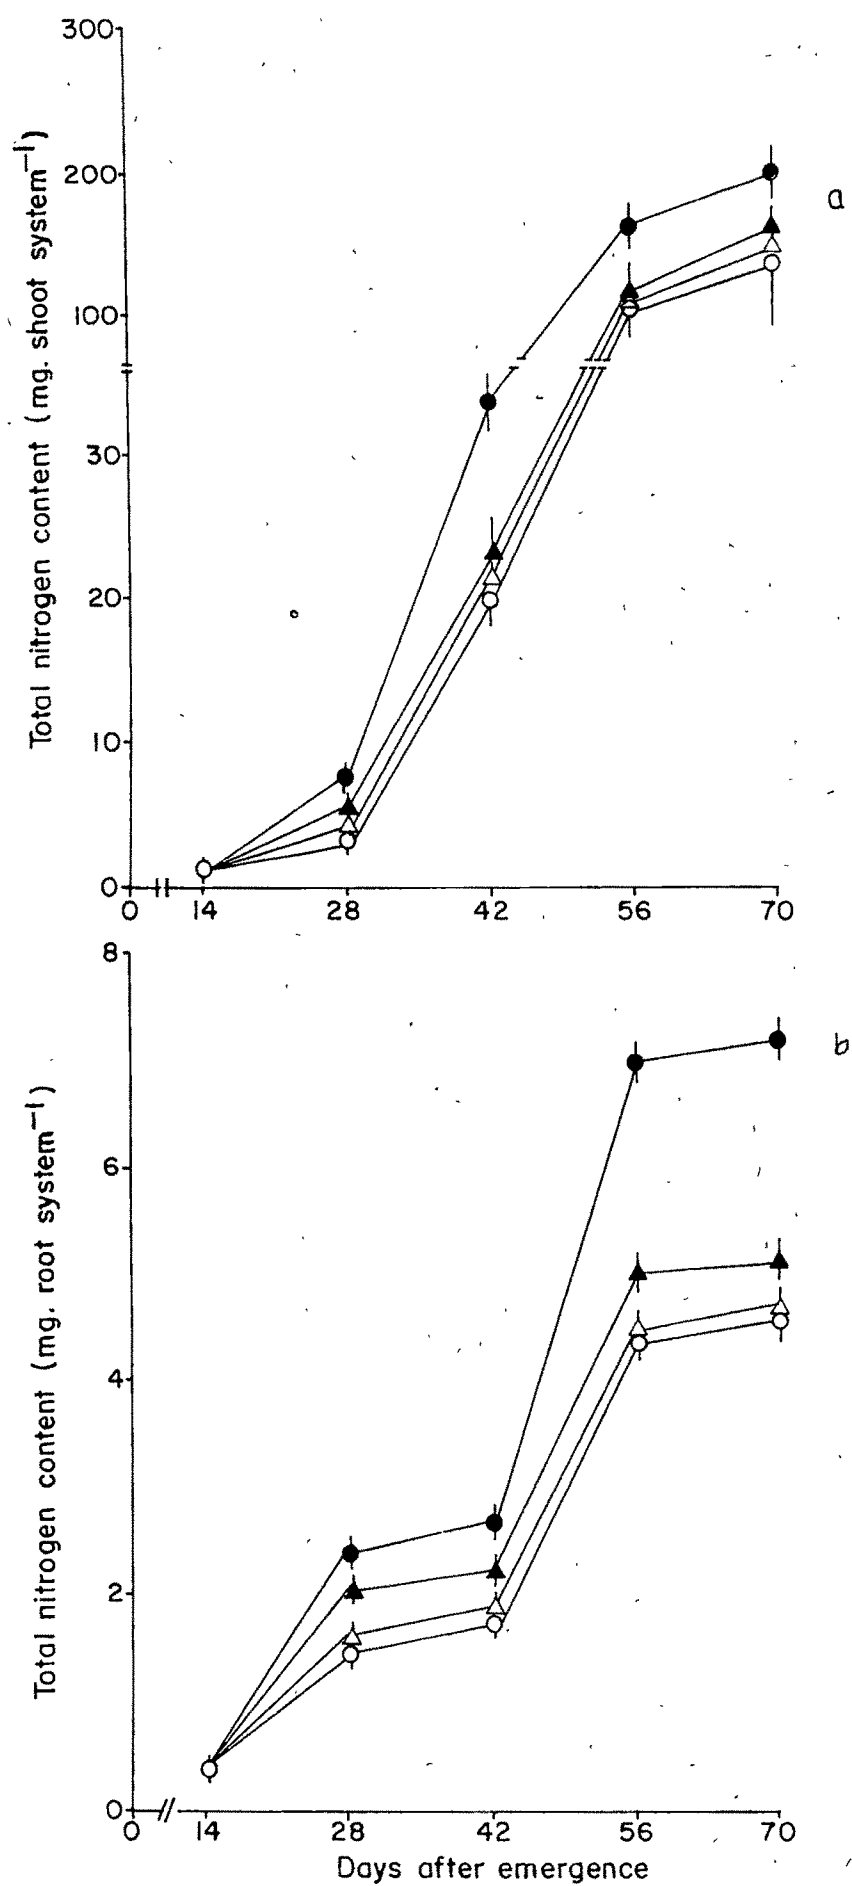 Total nitrogen content (mg. shoot system⁻¹)
300
200
100
30
20
10
0
0 14 28 42 56 70
a
Total nitrogen content (mg. root system⁻¹)
8
6
4
2
0
0 14 28 42 56 70
Days after emergence
b